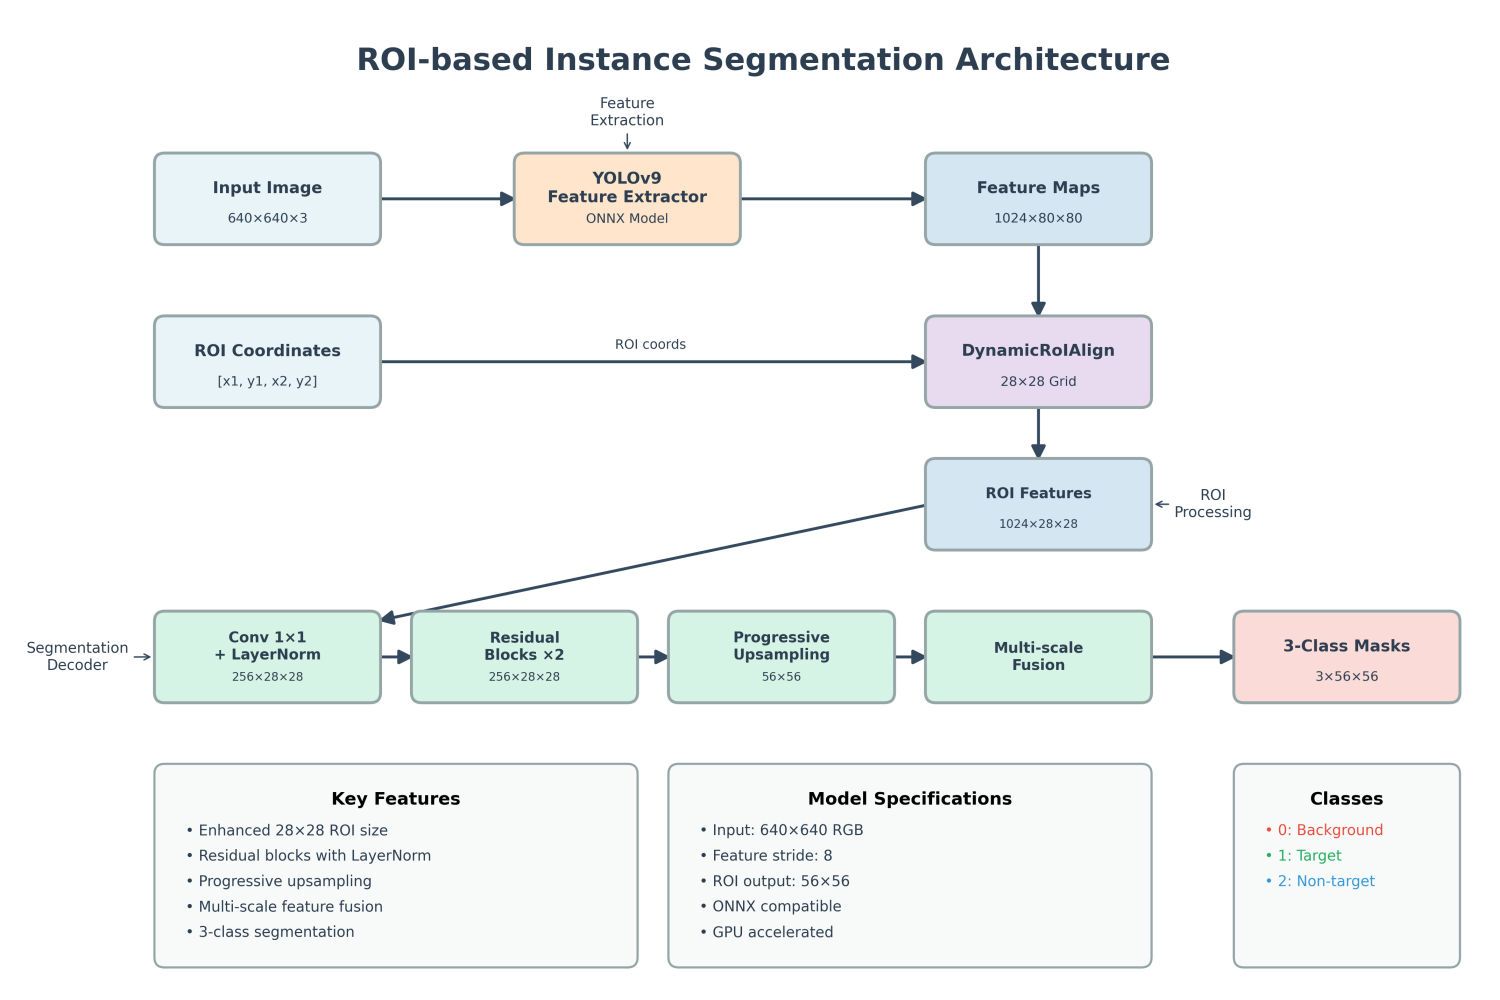 ROI-based Instance Segmentation Architecture
Feature
Extraction
Input Image
640×640×3
YOLOv9
Feature Extractor
ONNX Model
Feature Maps
1024×80×80
ROI Coordinates
[x1, y1, x2, y2]
ROI coords
DynamicRoIAlign
28×28 Grid
ROI Features
1024×28×28
ROI
Processing
Segmentation
Decoder
Conv 1×1
+ LayerNorm
256×28×28
Residual
Blocks ×2
256×28×28
Progressive
Upsampling
56×56
Multi-scale
Fusion
3-Class Masks
3×56×56
Key Features
• Enhanced 28×28 ROI size
• Residual blocks with LayerNorm
• Progressive upsampling
• Multi-scale feature fusion
• 3-class segmentation
Model Specifications
• Input: 640×640 RGB
• Feature stride: 8
• ROI output: 56×56
• ONNX compatible
• GPU accelerated
Classes
• 0: Background
• 1: Target
• 2: Non-target